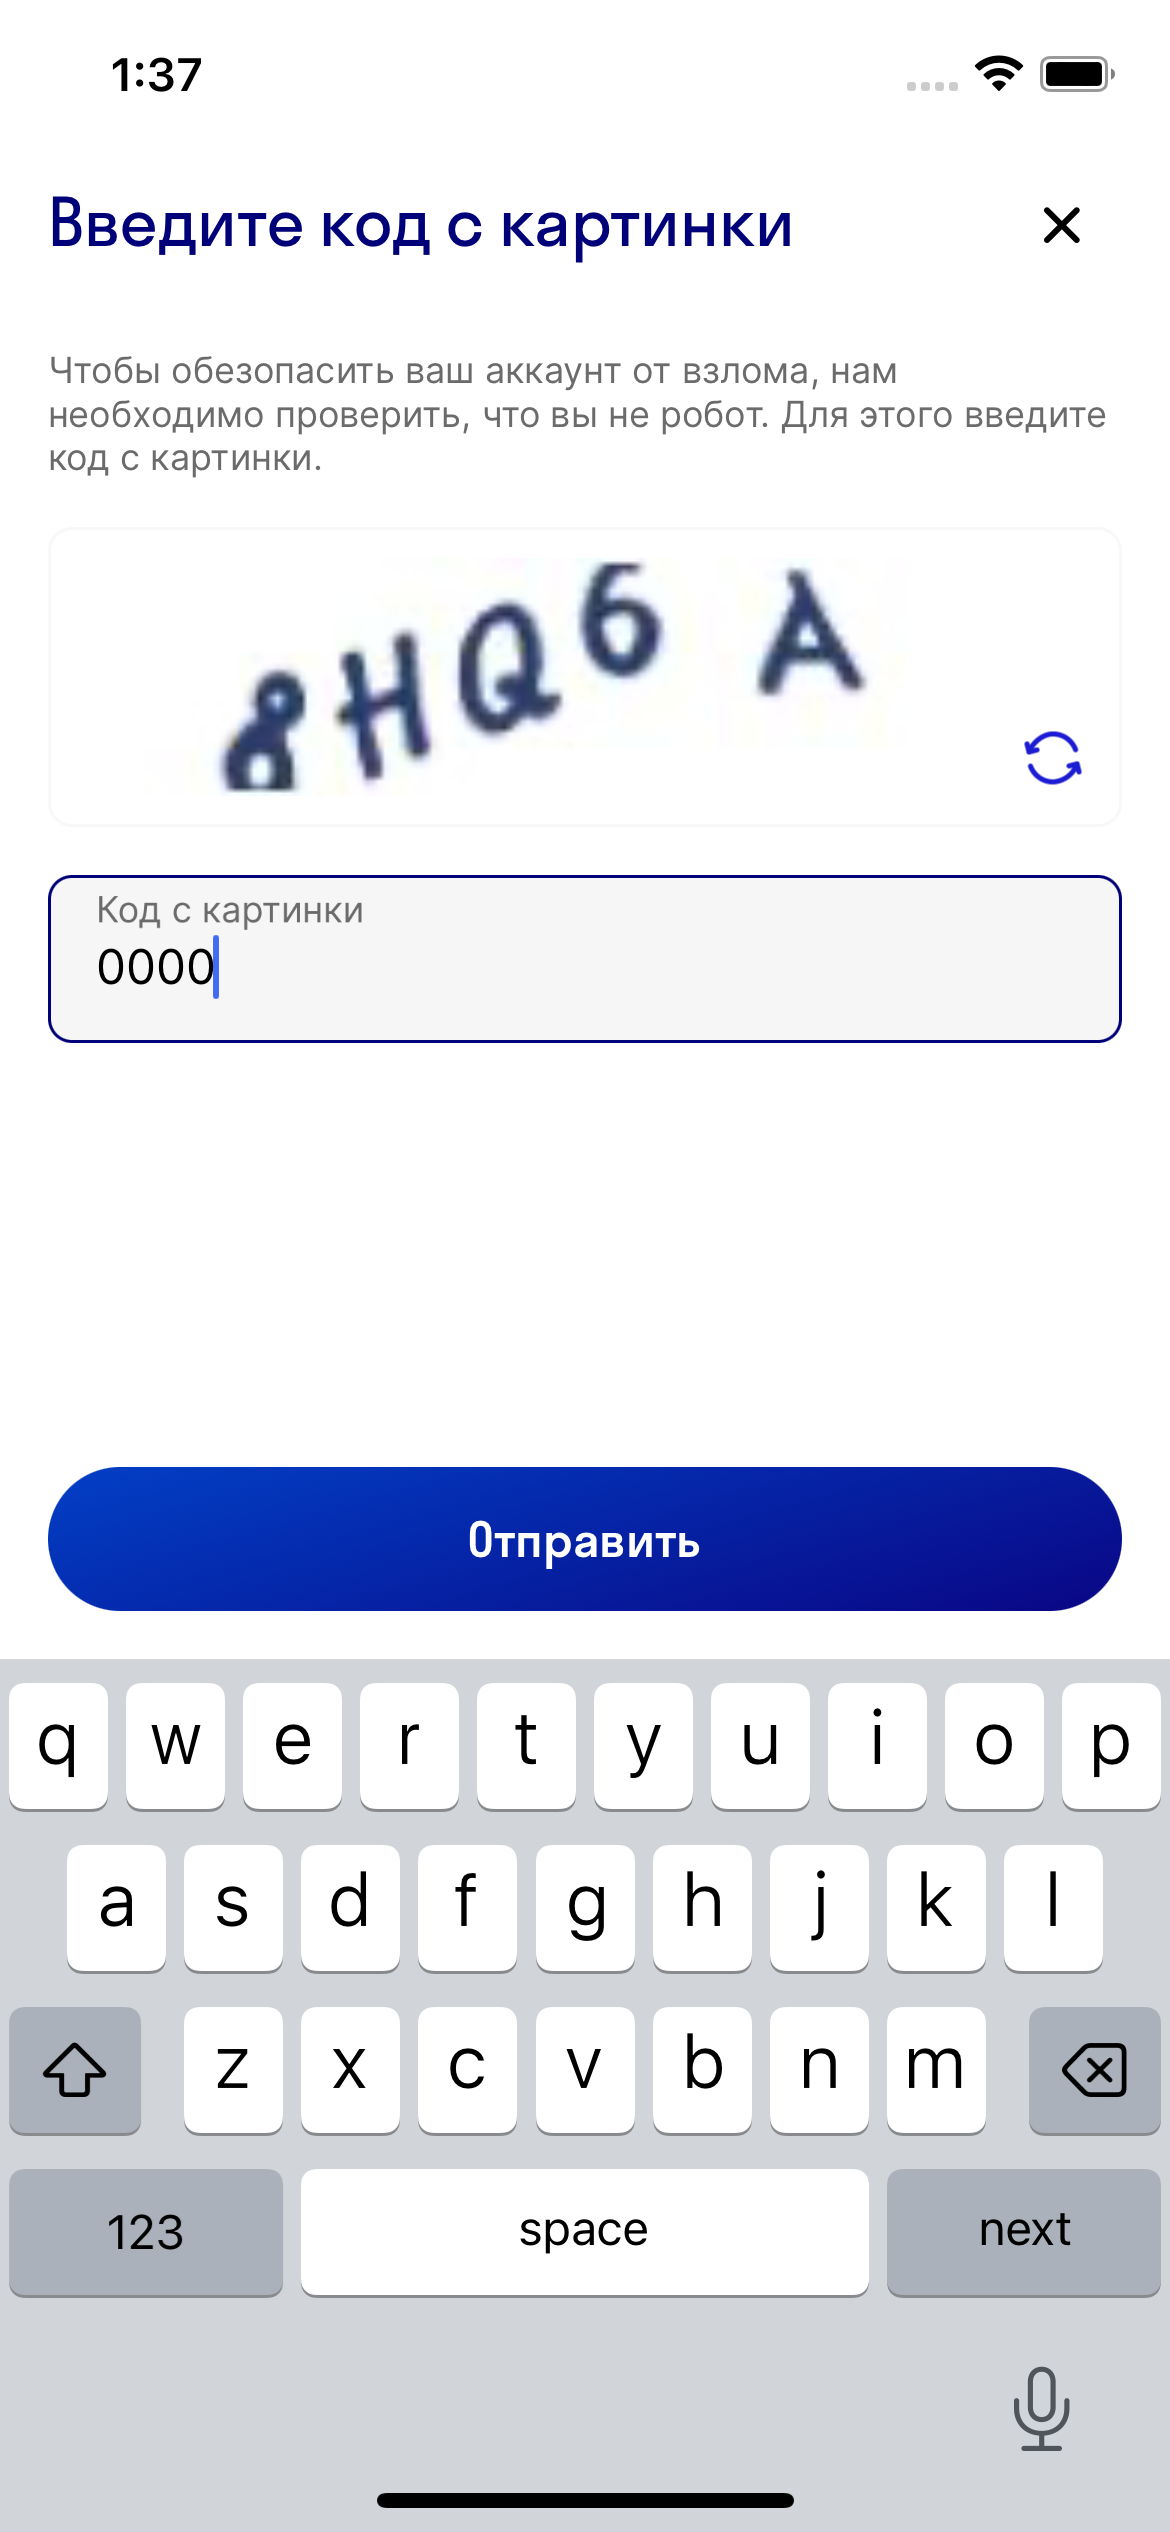 1:37
Введите код с картинки
Чтобы обезопасить ваш аккаунт от взлома, нам
необходимо проверить, что вы не робот. Для этого введите
код с картинки.
8HQ6 A
Код с картинки
0000
Отправить
q w e r t y u i o p
a s d f g h j k l
z x c v b n m
123 space next